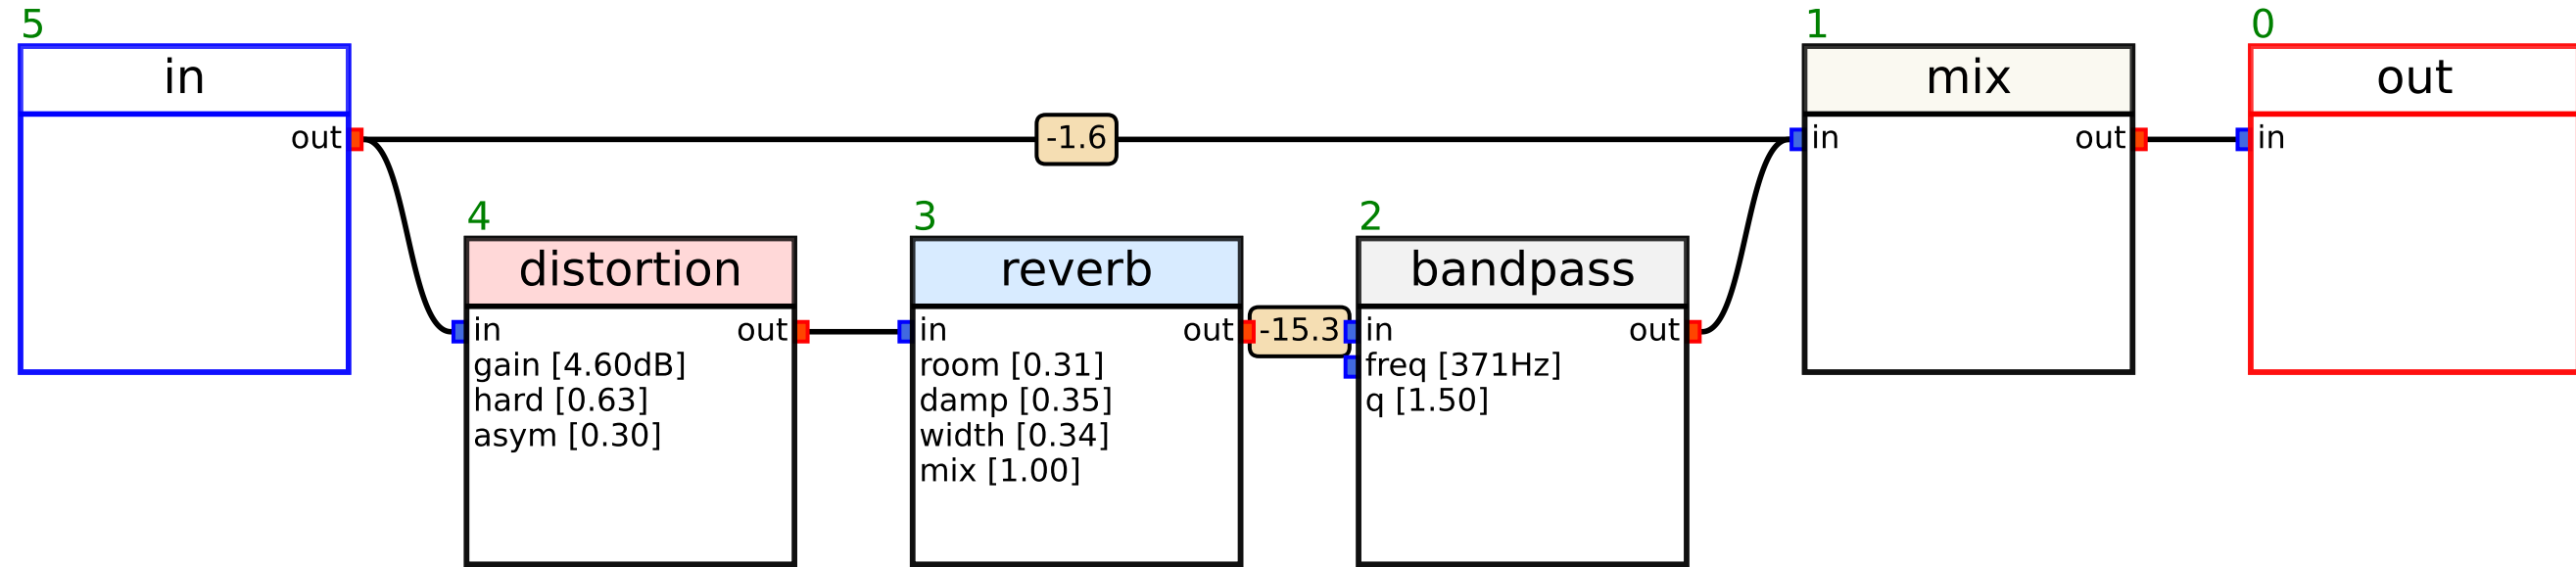 5
in
out
-1.6
1
mix
in out
0
out
in
4
distortion
in out
gain [4.60dB]
hard [0.63]
asym [0.30]
3
reverb
in out
room [0.31]
damp [0.35]
width [0.34]
mix [1.00]
-15.3
2
bandpass
in out
freq [371Hz]
q [1.50]